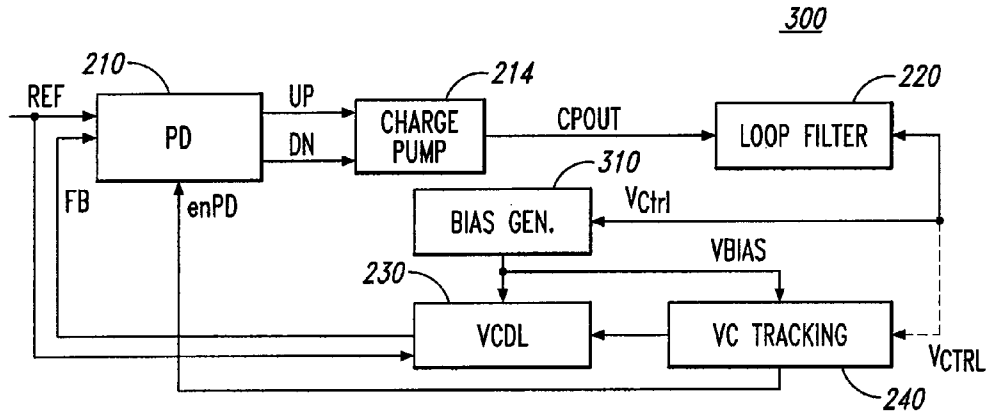 300
210
214
220
REF
PD
UP
DN
CHARGE
PUMP
CPOUT
LOOP FILTER
310
FB
enPD
BIAS GEN.
VCtrl
VBIAS
230
VCDL
VC TRACKING
VCTRL
240